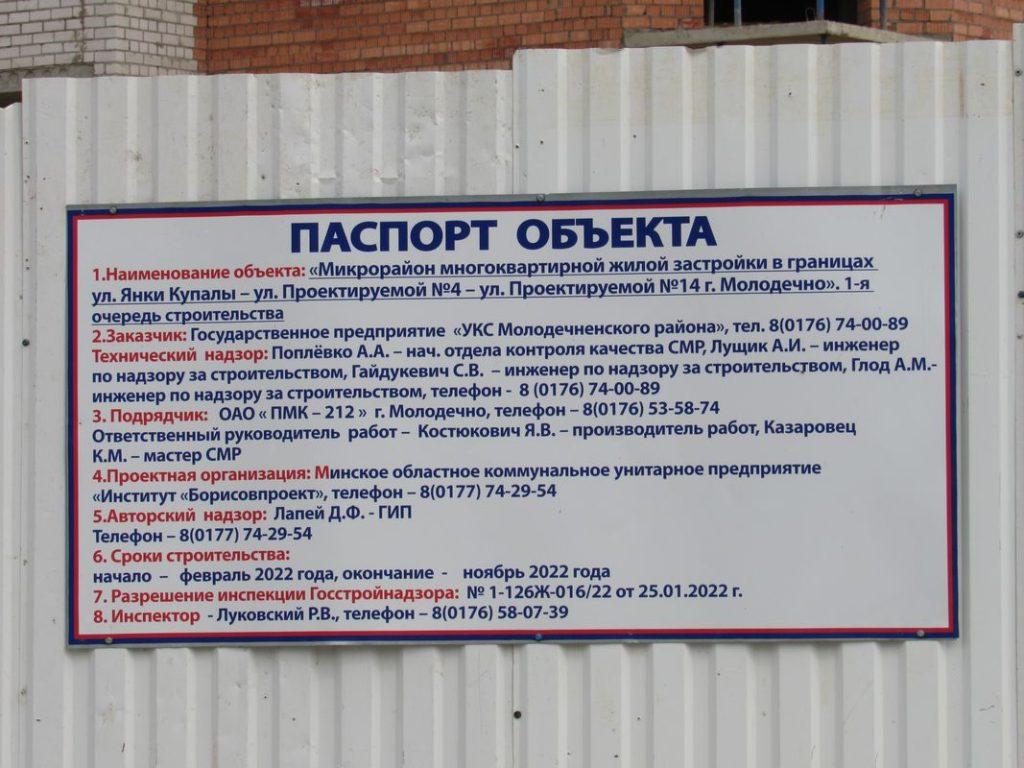 ПАСПОРТ ОБЪЕКТА
1.Наименование объекта: «Микрорайон многоквартирной жилой застройки в границах
ул. Янки Купалы – ул. Проектируемой №4 – ул. Проектируемой №14 г. Молодечно». 1-я
очередь строительства
2.Заказчик: Государственное предприятие «УКС Молодечненского района», тел. 8(0176) 74-00-89
Технический надзор: Поплёвко А.А. – нач. отдела контроля качества СМР, Лущик А.И. – инженер
по надзору за строительством, Гайдукевич С.В. – инженер по надзору за строительством, Глод А.М.-
инженер по надзору за строительством, телефон - 8 (0176) 74-00-89
3. Подрядчик: ОАО « ПМК – 212 » г. Молодечно, телефон – 8(0176) 53-58-74
Ответственный руководитель работ – Костюкович Я.В. – производитель работ, Казаровец
К.М. – мастер СМР
4.Проектная организация: Минское областное коммунальное унитарное предприятие
«Институт «Борисовпроект», телефон – 8(0177) 74-29-54
5.Авторский надзор: Лапей Д.Ф. - ГИП
Телефон – 8(0177) 74-29-54
6. Сроки строительства:
начало – февраль 2022 года, окончание - ноябрь 2022 года
7. Разрешение инспекции Госстройнадзора: № 1-126Ж-016/22 от 25.01.2022 г.
8. Инспектор - Луковский Р.В., телефон – 8(0176) 58-07-39